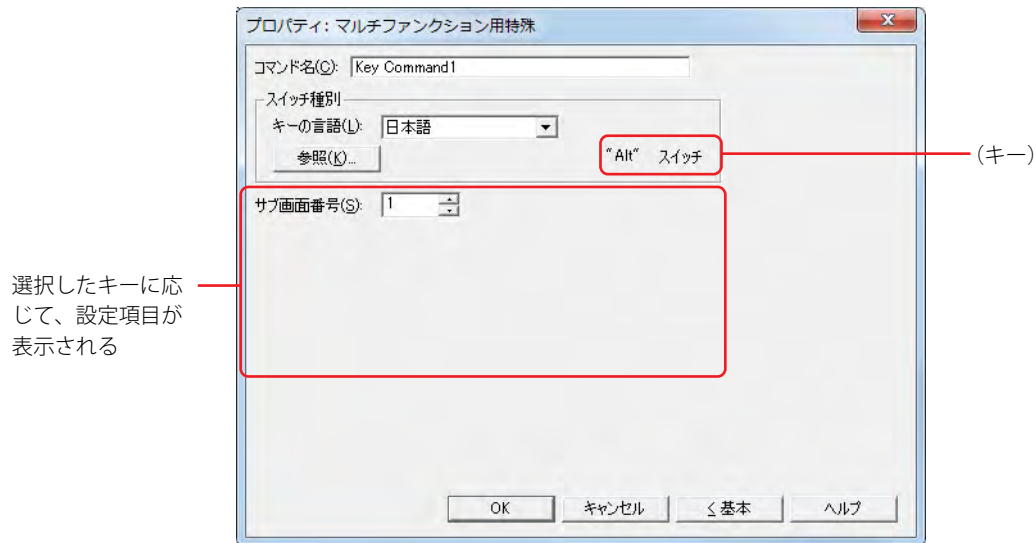 プロパティ: マルチファンクション用特殊
コマンド名(C): Key Command1
スイッチ種別
キーの言語(L): 日本語
参照(K)...
"Alt" スイッチ
(キー)
サブ画面番号(S): 1
選択したキーに応
じて、設定項目が
表示される
OK キャンセル < 基本 ヘルプ